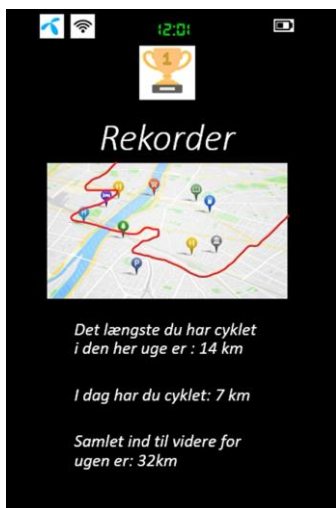 12:01
1
Rekorder
P
Det længste du har cyklet
i den her uge er : 14 km
I dag har du cyklet: 7 km
Samlet ind til videre for
ugen er: 32km